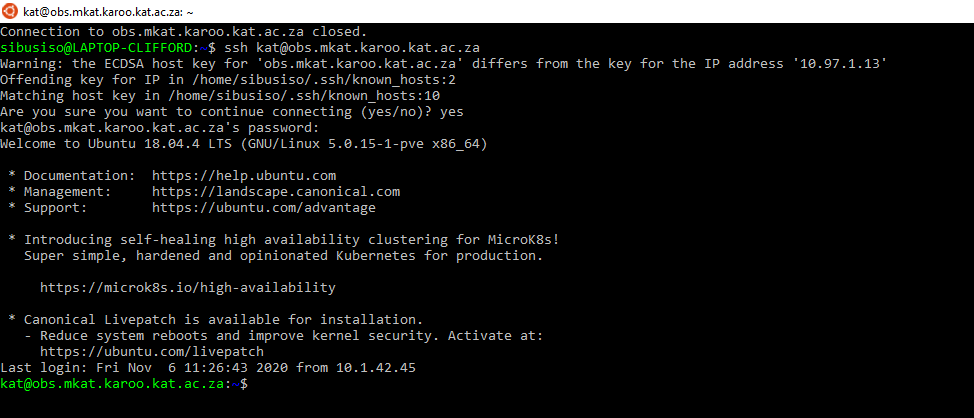 kat@obs.mkat.karoo.kat.ac.za: ~
Connection to obs.mkat.karoo.kat.ac.za closed.
sibusiso@LAPTOP-CLIFFORD:~$ ssh kat@obs.mkat.karoo.kat.ac.za
Warning: the ECDSA host key for 'obs.mkat.karoo.kat.ac.za' differs from the key for the IP address '10.97.1.13'
Offending key for IP in /home/sibusiso/.ssh/known_hosts:2
Matching host key in /home/sibusiso/.ssh/known_hosts:10
Are you sure you want to continue connecting (yes/no)? yes
kat@obs.mkat.karoo.kat.ac.za's password:
Welcome to Ubuntu 18.04.4 LTS (GNU/Linux 5.0.15-1-pve x86_64)
* Documentation:  https://help.ubuntu.com
* Management:     https://landscape.canonical.com
* Support:        https://ubuntu.com/advantage
* Introducing self-healing high availability clustering for MicroK8s!
Super simple, hardened and opinionated Kubernetes for production.
https://microk8s.io/high-availability
* Canonical Livepatch is available for installation.
- Reduce system reboots and improve kernel security. Activate at:
https://ubuntu.com/livepatch
Last login: Fri Nov  6 11:26:43 2020 from 10.1.42.45
kat@obs.mkat.karoo.kat.ac.za:~$